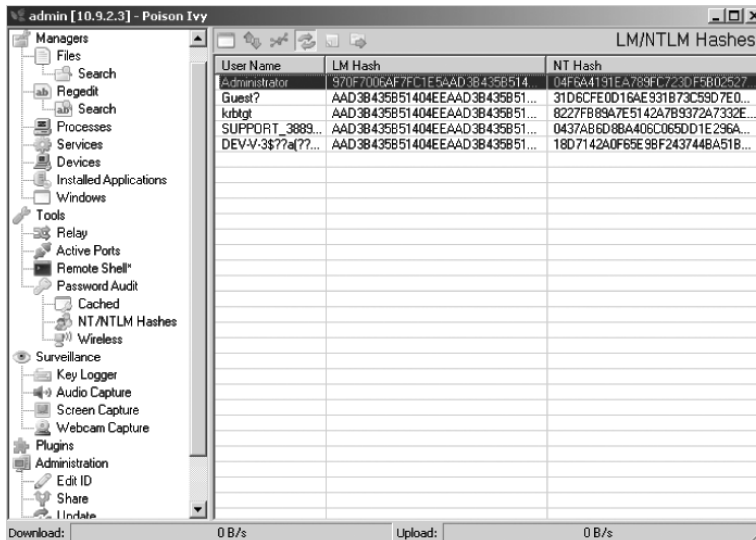 admin [10.9.2.3] - Poison Ivy
Managers
Files
Search
Regedit
Search
Processes
Services
Devices
Installed Applications
Windows
Tools
Relay
Active Ports
Remote Shell*
Password Audit
Cached
NT/NTLM Hashes
Wireless
Surveillance
Key Logger
Audio Capture
Screen Capture
Webcam Capture
Plugins
Administration
Edit ID
Share
Update
LM/NTLM Hashes
User Name LM Hash NT Hash
Administrator 970F7006AF7FC1E5AAD3B435B514... 04F6A4191EA789FC723DF5B02527...
Guest? AAD3B435B51404EEAAD3B435B51... 31D6CFE0D16AE931B73C59D7E0...
krbtgt AAD3B435B51404EEAAD3B435B51... 8227FB89A7E5142A7B9372A7332E...
SUPPORT_3889... AAD3B435B51404EEAAD3B435B51... 0437AB6D8BA406C065DD1E296A...
DEV-V-3$??a(??... AAD3B435B51404EEAAD3B435B51... 18D7142A0F65E9BF243744BA51B...
Download: 0 B/s Upload: 0 B/s